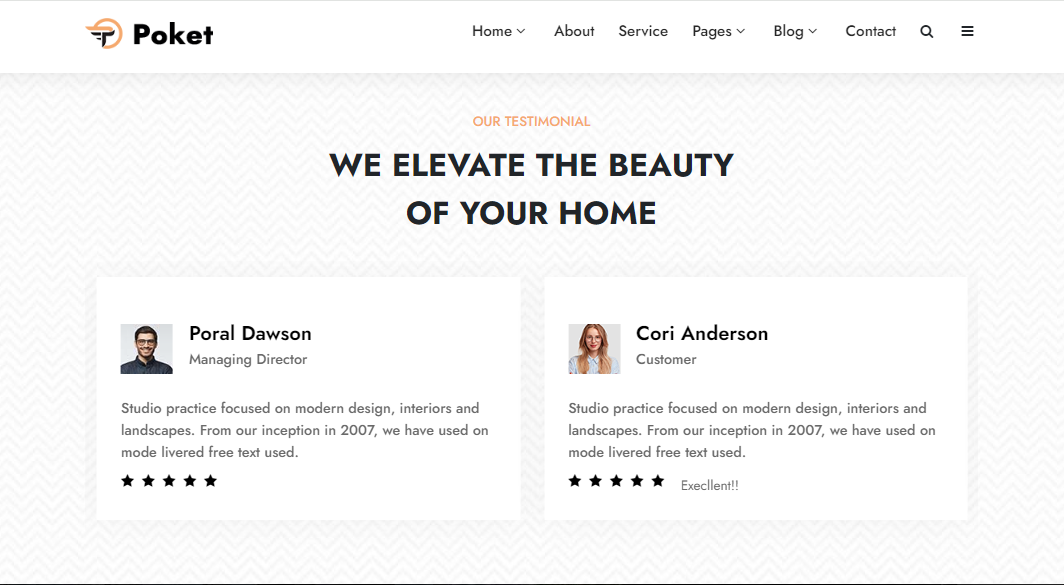 Poket
Home About Service Pages Blog Contact
OUR TESTIMONIAL
WE ELEVATE THE BEAUTY
OF YOUR HOME
Poral Dawson
Managing Director
Studio practice focused on modern design, interiors and
landscapes. From our inception in 2007, we have used on
mode livered free text used.
Cori Anderson
Customer
Studio practice focused on modern design, interiors and
landscapes. From our inception in 2007, we have used on
mode livered free text used.
Execllent!!